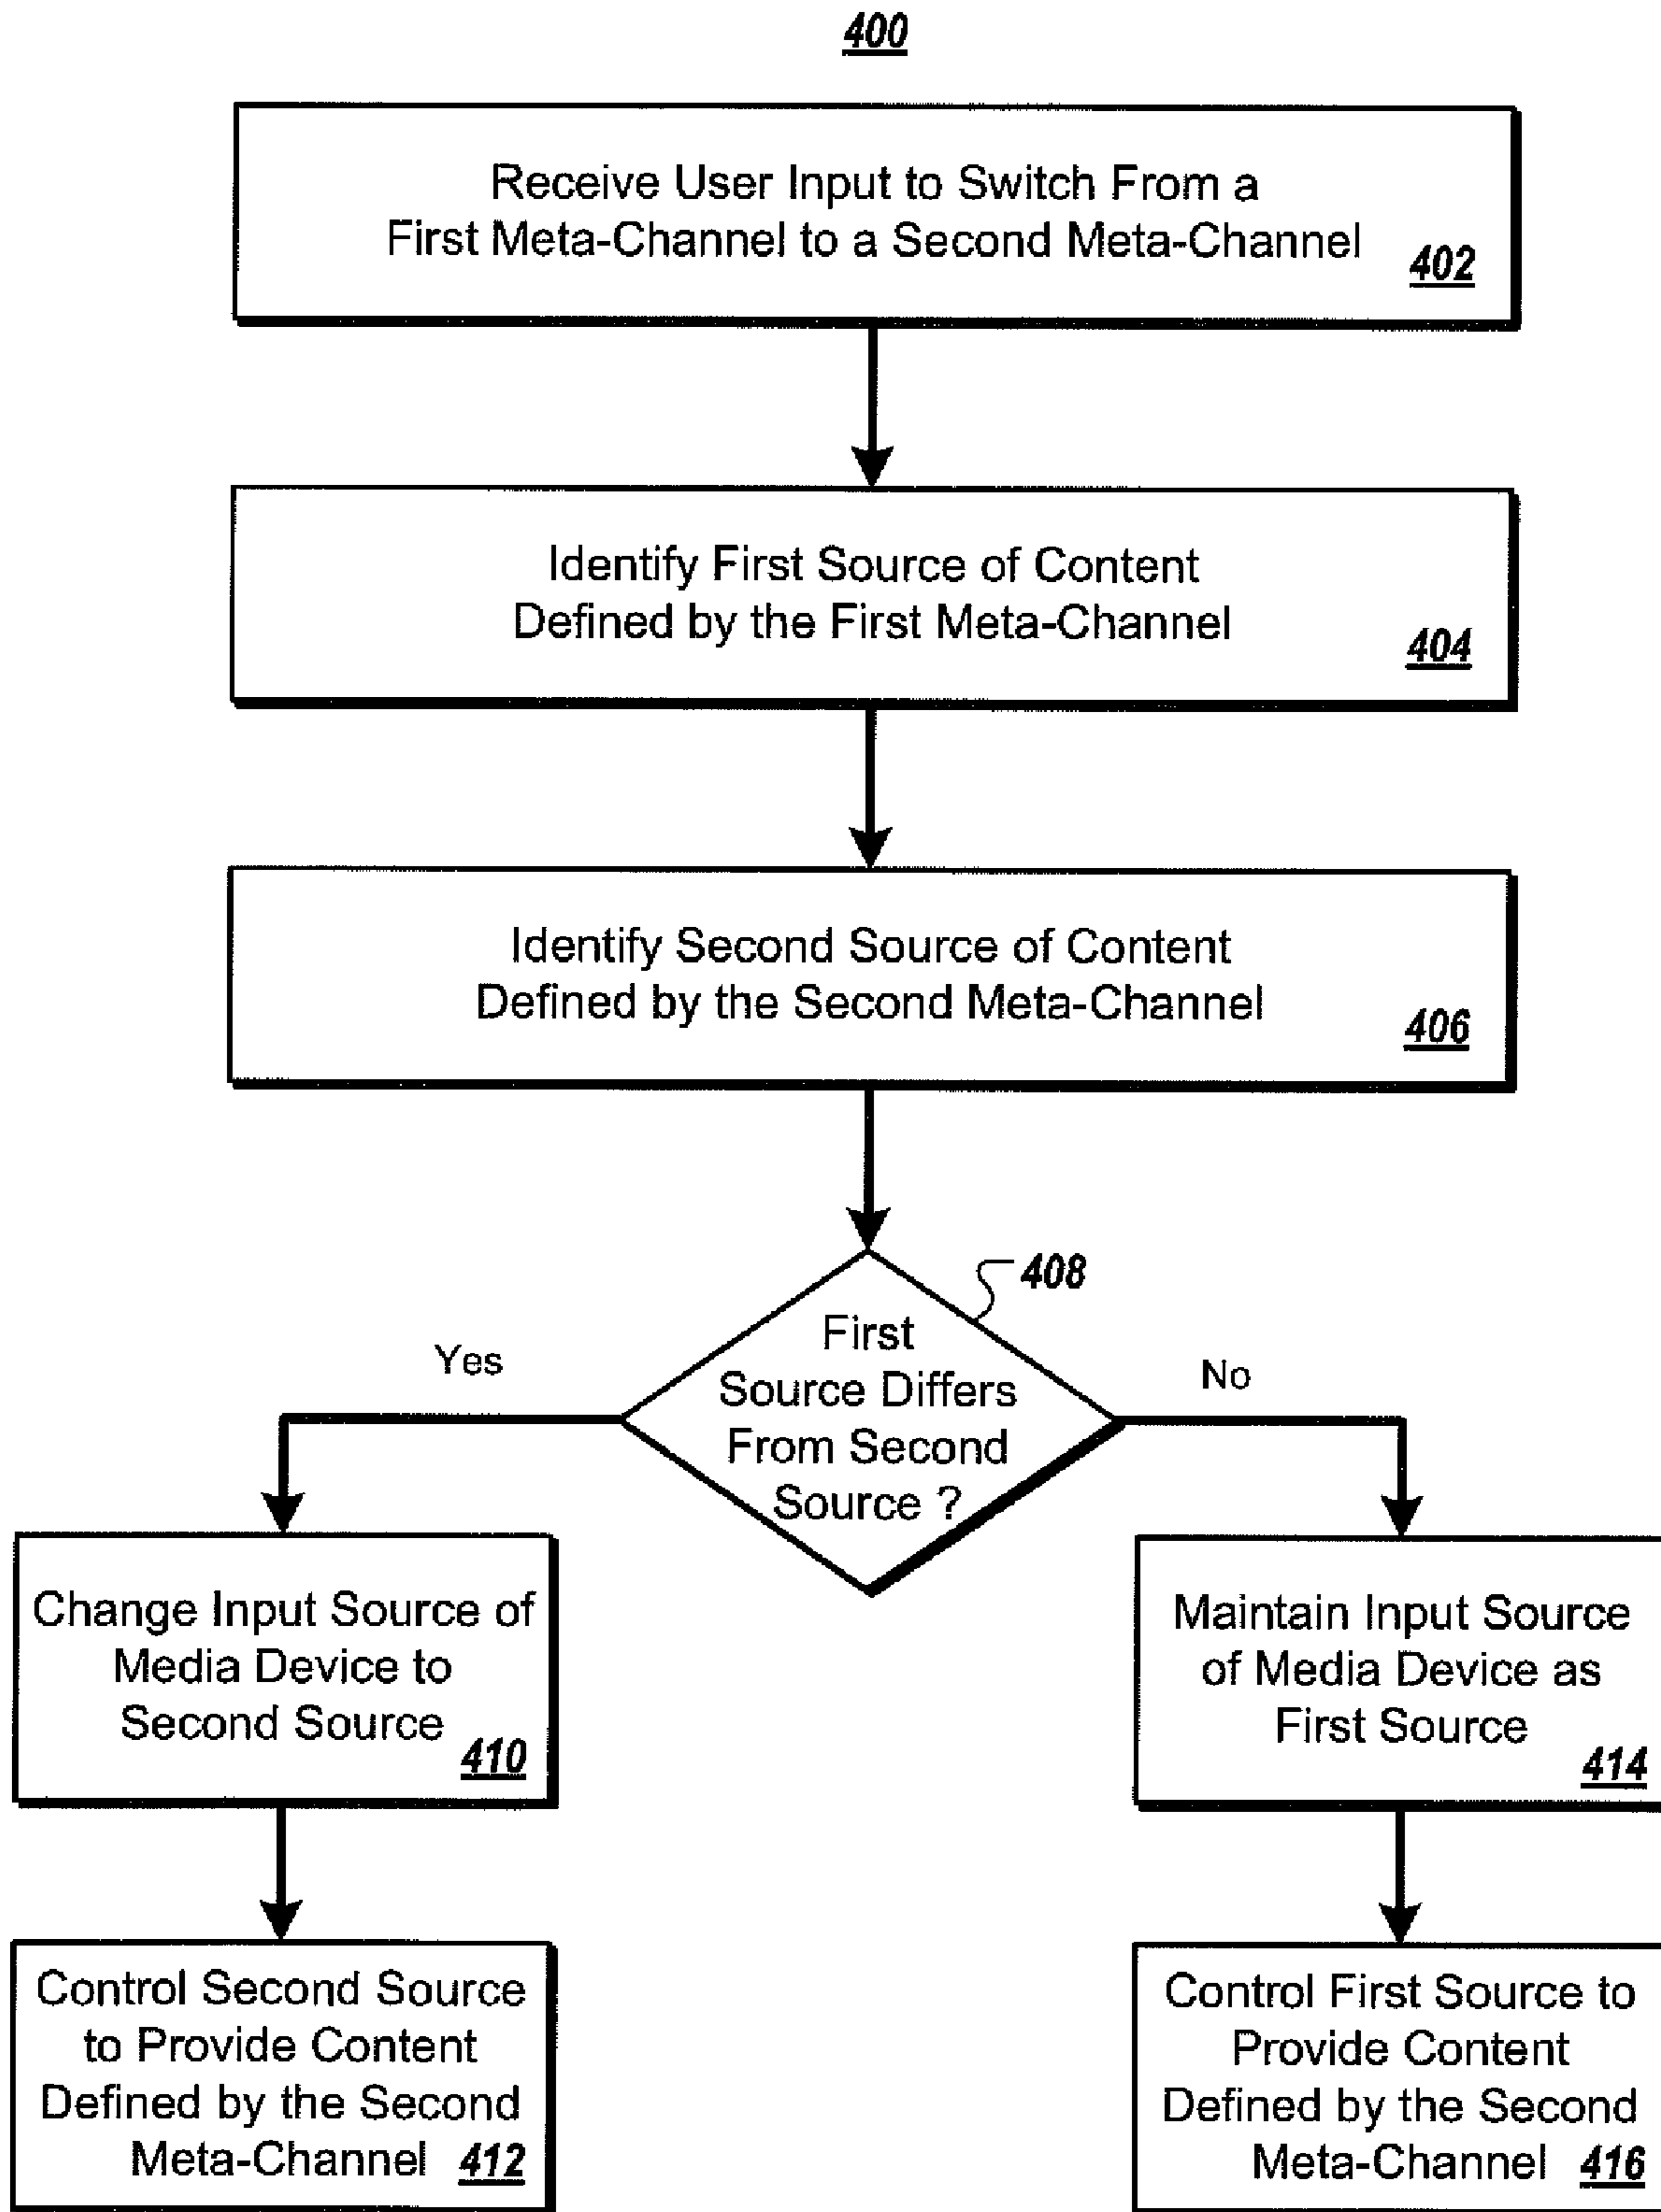 400
Receive User Input to Switch From a
First Meta-Channel to a Second Meta-Channel
402
Identify First Source of Content
Defined by the First Meta-Channel
404
Identify Second Source of Content
Defined by the Second Meta-Channel
406
408
First
Source Differs
From Second
Source ?
Yes
No
Change Input Source of
Media Device to
Second Source
410
Maintain Input Source
of Media Device as
First Source
414
Control Second Source
to Provide Content
Defined by the Second
Meta-Channel 412
Control First Source to
Provide Content
Defined by the Second
Meta-Channel 416